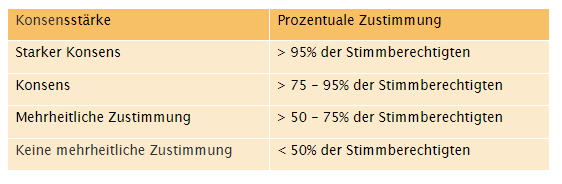 Konsensstärke Prozentuale Zustimmung
Starker Konsens > 95% der Stimmberechtigten
Konsens > 75 – 95% der Stimmberechtigten
Mehrheitliche Zustimmung > 50 – 75% der Stimmberechtigten
Keine mehrheitliche Zustimmung < 50% der Stimmberechtigten